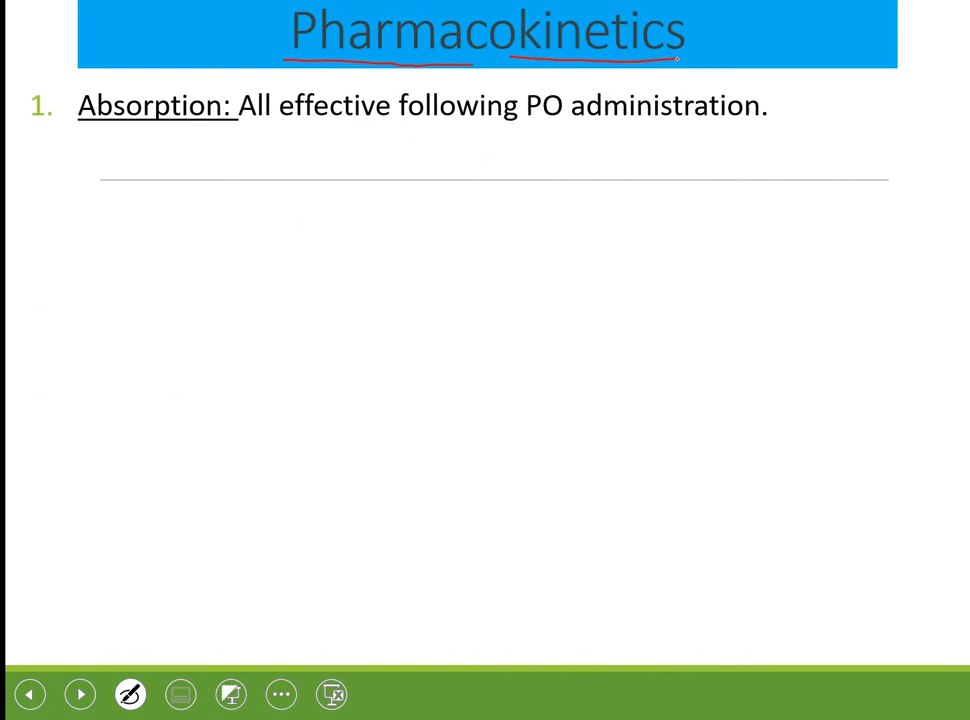 Pharmacokinetics
1. Absorption: All effective following PO administration.